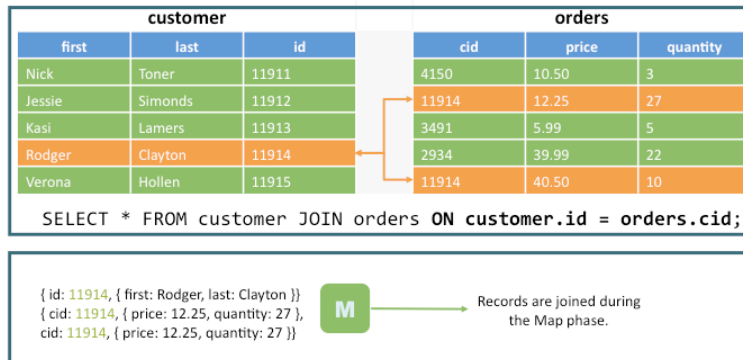 customer
orders
first last id
cid price quantity
Nick Toner 11911
4150 10.50 3
Jessie Simonds 11912
11914 12.25 27
Kasi Lamers 11913
3491 5.99 5
Rodger Clayton 11914
2934 39.99 22
Verona Hollen 11915
11914 40.50 10
SELECT * FROM customer JOIN orders ON customer.id = orders.cid;
{ id: 11914, { first: Rodger, last: Clayton }}
{ cid: 11914, { price: 12.25, quantity: 27 },
cid: 11914, { price: 12.25, quantity: 27 }}
M
Records are joined during
the Map phase.